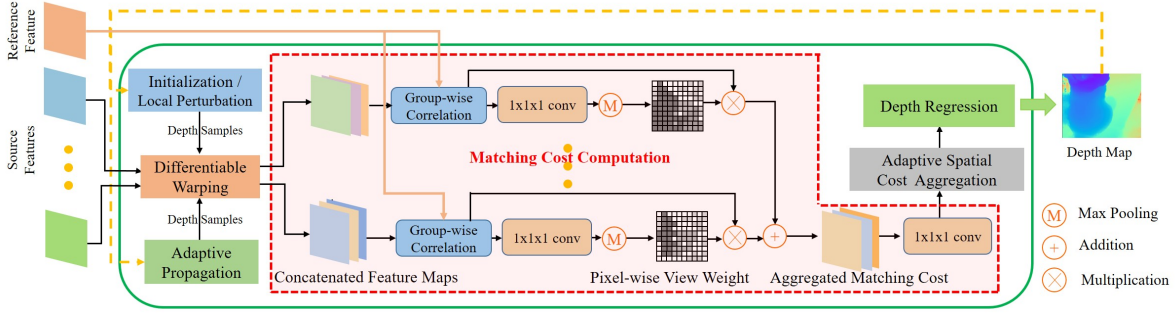 Reference
Feature
Source
Features
Initialization /
Local Perturbation
Depth Samples
Differentiable
Warping
Depth Samples
Adaptive
Propagation
Group-wise
Correlation
1x1x1 conv
M
Matching Cost Computation
Group-wise
Correlation
1x1x1 conv
M
Concatenated Feature Maps
Pixel-wise View Weight
Aggregated Matching Cost
1x1x1 conv
Adaptive Spatial
Cost Aggregation
Depth Regression
Depth Map
M Max Pooling
+ Addition
× Multiplication